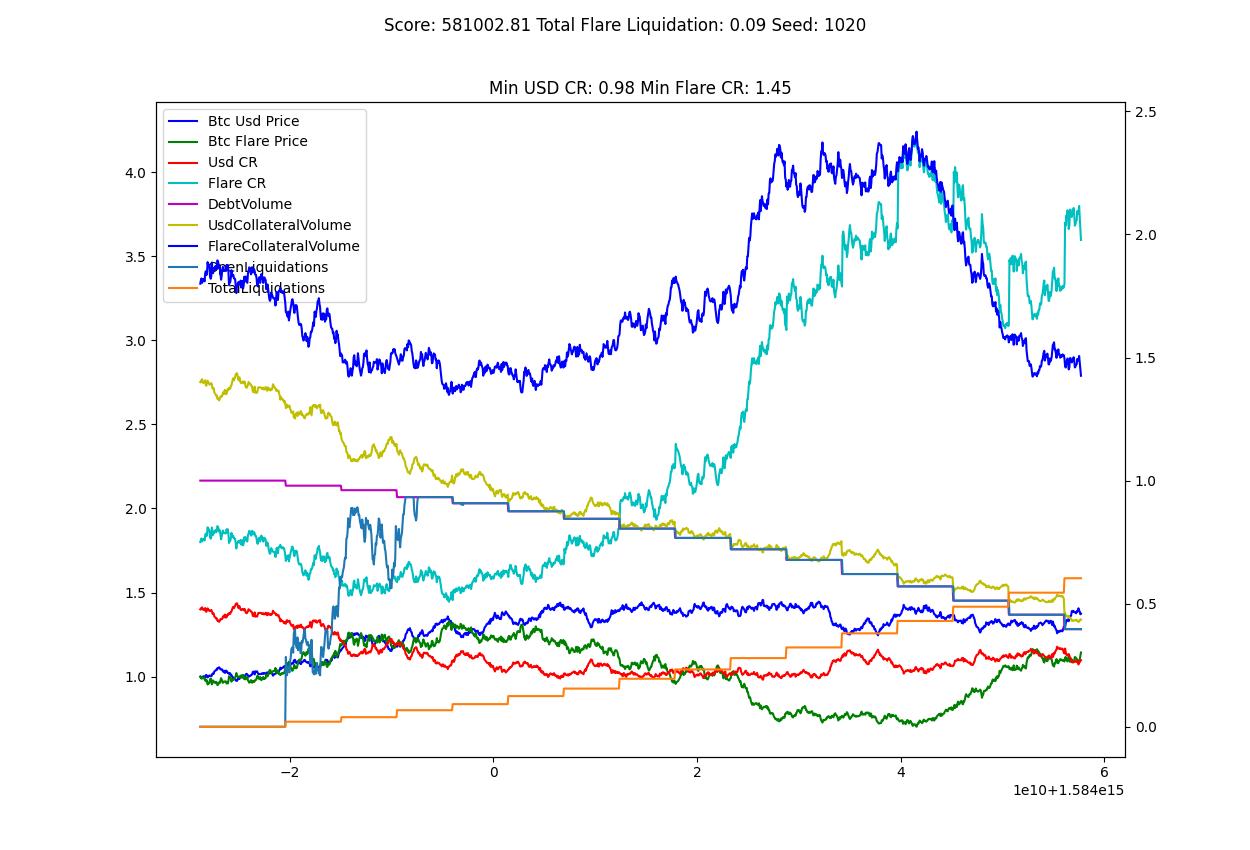 Score: 581002.81 Total Flare Liquidation: 0.09 Seed: 1020
Min USD CR: 0.98 Min Flare CR: 1.45
Btc Usd Price
Btc Flare Price
Usd CR
Flare CR
DebtVolume
UsdCollateralVolume
FlareCollateralVolume
OpenLiquidations
TotalLiquidations
4.0
3.5
3.0
2.5
2.0
1.5
1.0
2.5
2.0
1.5
1.0
0.5
0.0
−2 0 2 4 6
1e10+1.584e15